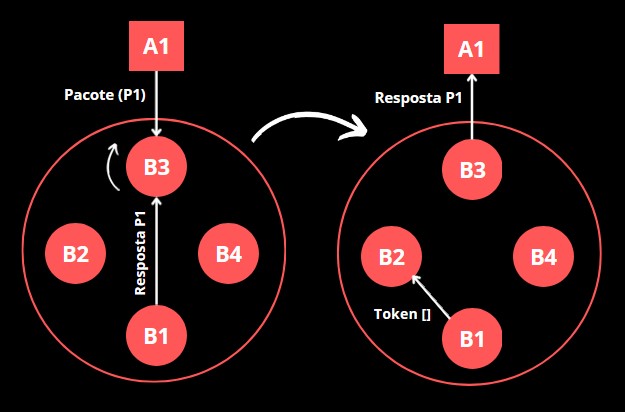 A1
Pacote (P1)
B3
B2
B4
Resposta P1
B1
A1
Resposta P1
B3
B2
B4
Token []
B1